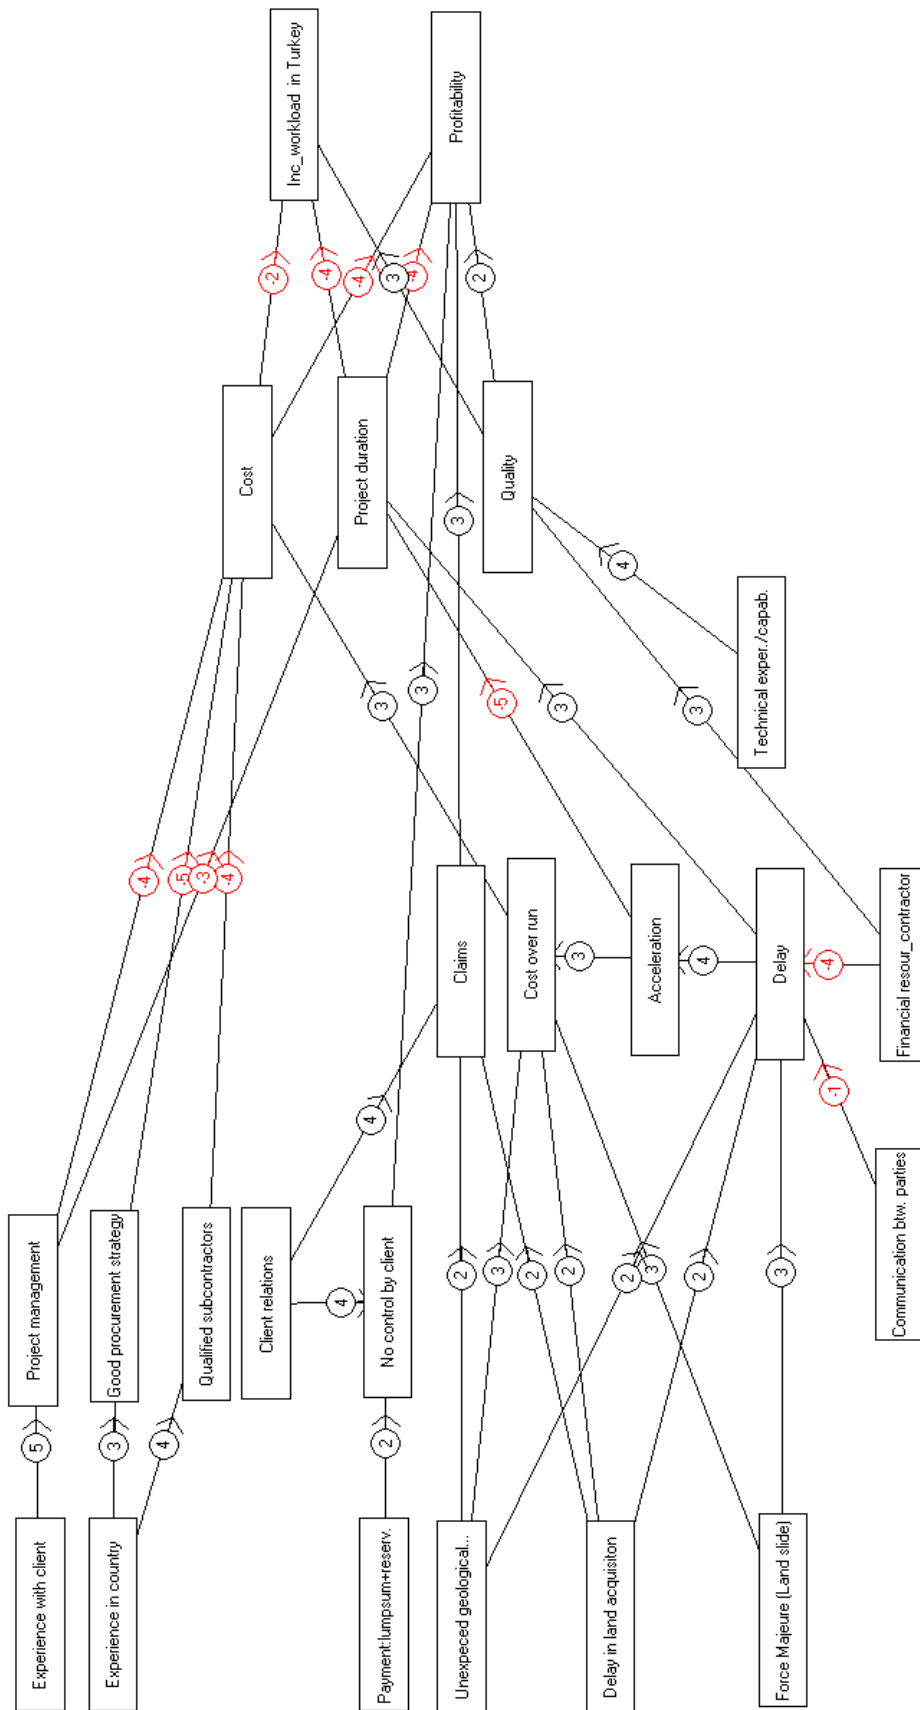 Experience with client
Experience in country
Payment:lumpsum+reserv.
Unexpeced geological...
Delay in land acquisiton
Force Majeure (Land slide)
5
3
4
2
Project management
Good procurement strategy
Qualified subcontractors
Client relations
4
No control by client
2
3
2
2
2
3
2
3
Communication btw. parties
4
-1
Claims
Cost over run
3
Acceleration
4
Delay
-4
Financial resour_contractor
-4
-5
-3
-4
3
3
-5
3
3
Technical exper./capab.
4
3
Cost
Project duration
Quality
-2
-4
-4
3
-4
2
Inc_workload in Turkey
Profitability